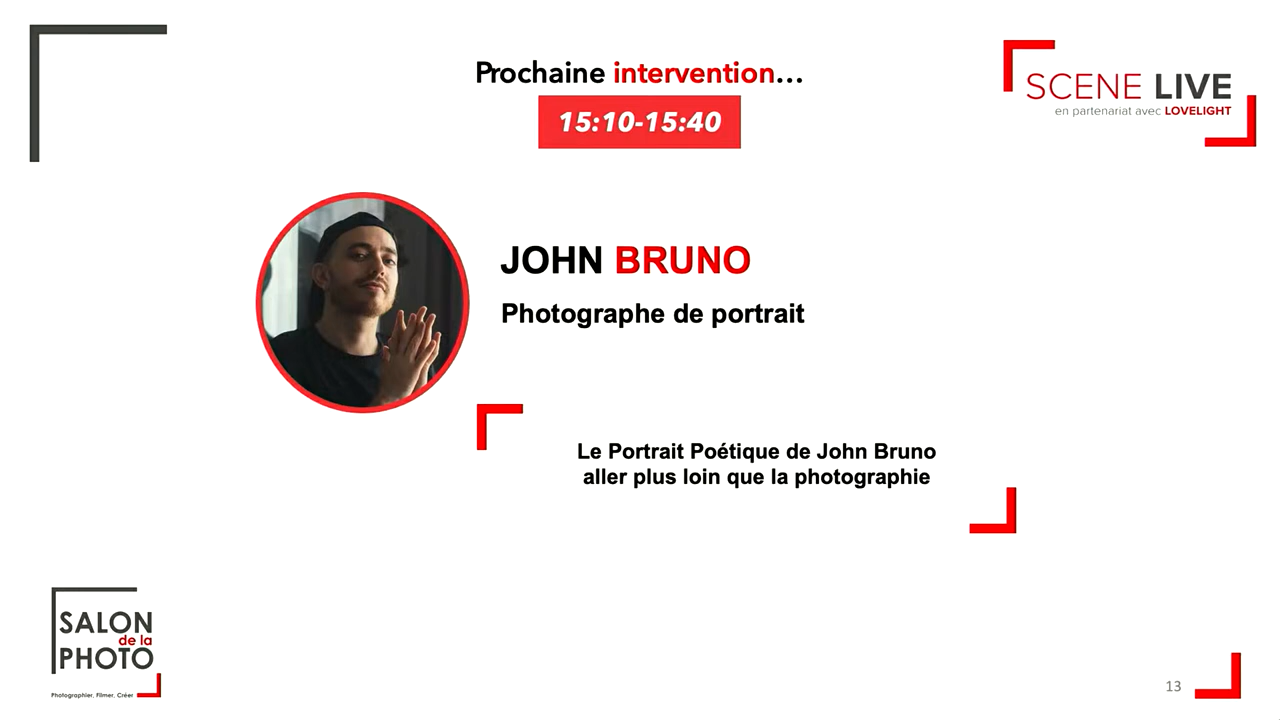 Prochaine intervention...
15:10-15:40
SCENE LIVE
en partenariat avec LOVELIGHT
JOHN BRUNO
Photographe de portrait
Le Portrait Poétique de John Bruno
aller plus loin que la photographie
SALON
de la
PHOTO
Photographier, Filmer, Créer
13